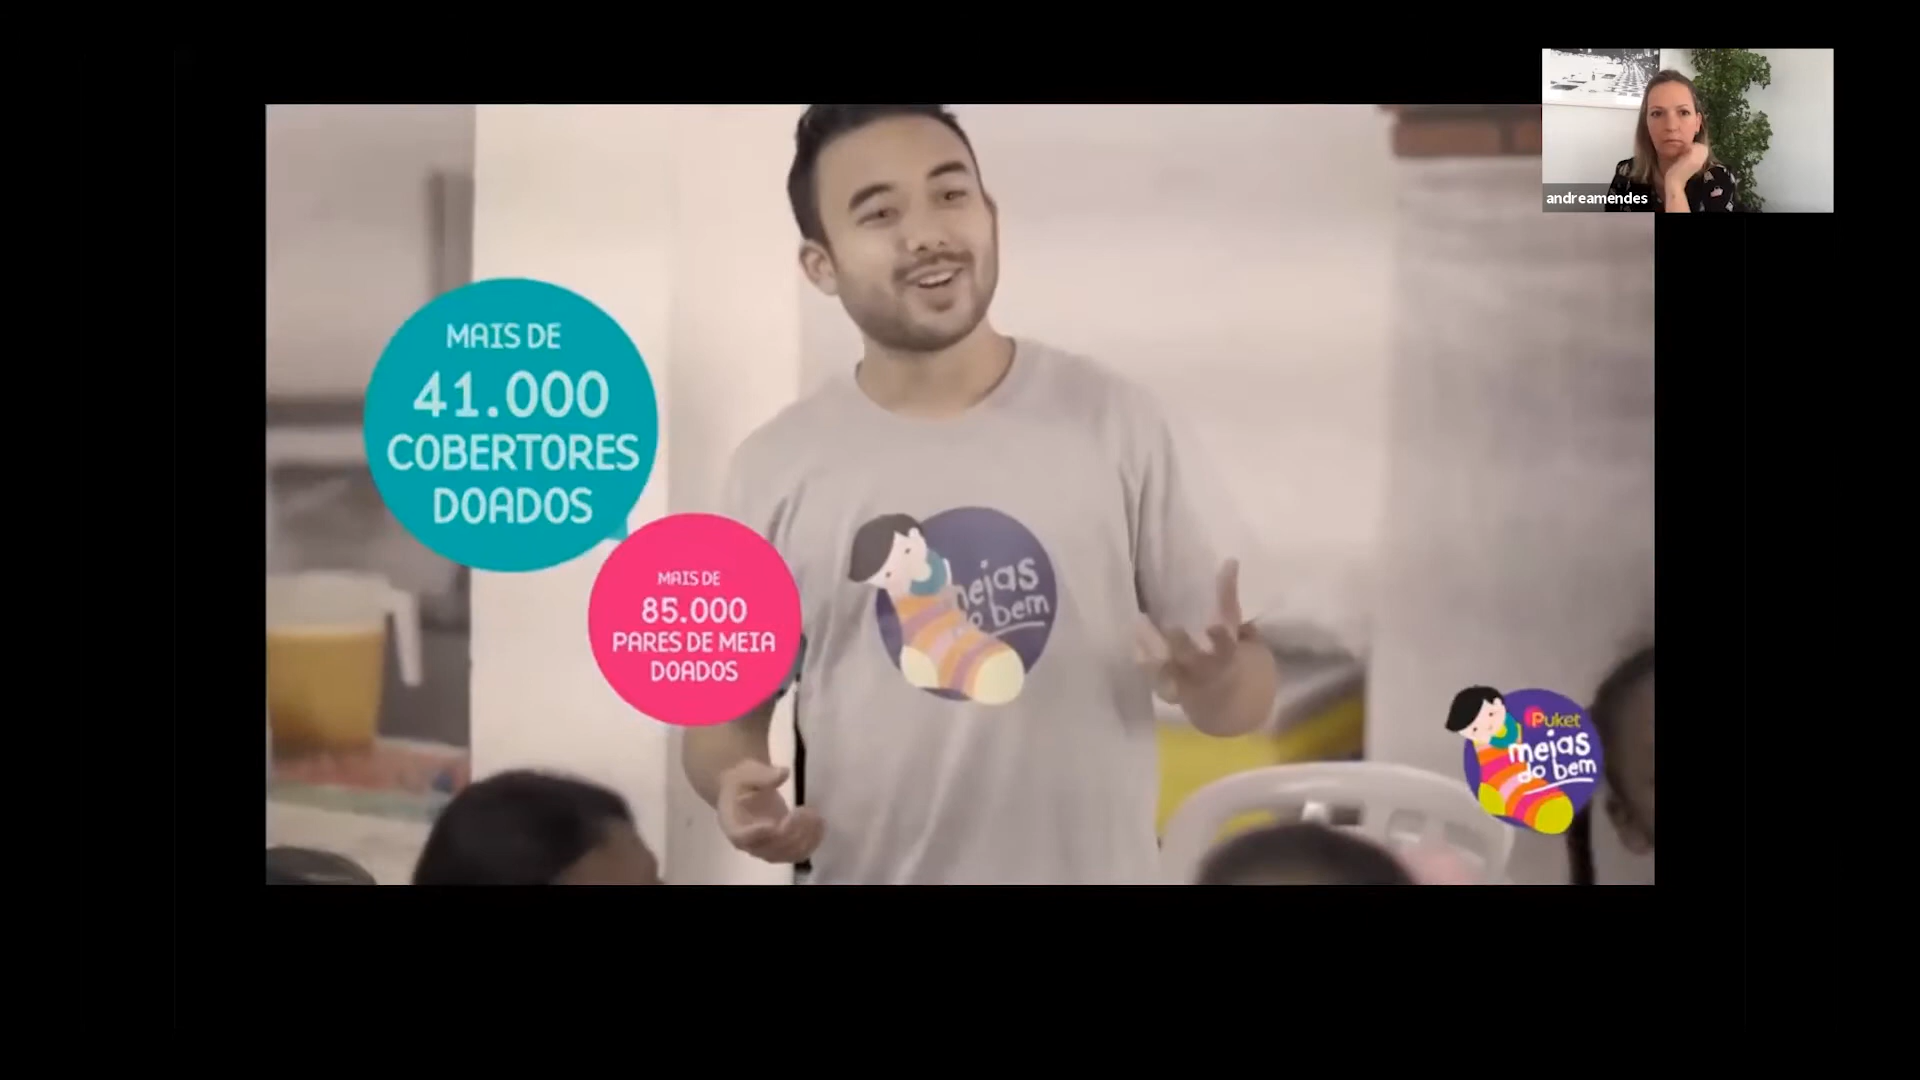 andreamendes
MAIS DE
41.000
COBERTORES
DOADOS
MAIS DE
85.000
PARES DE MEIA
DOADOS
meias
do bem
Puket
meias
do bem